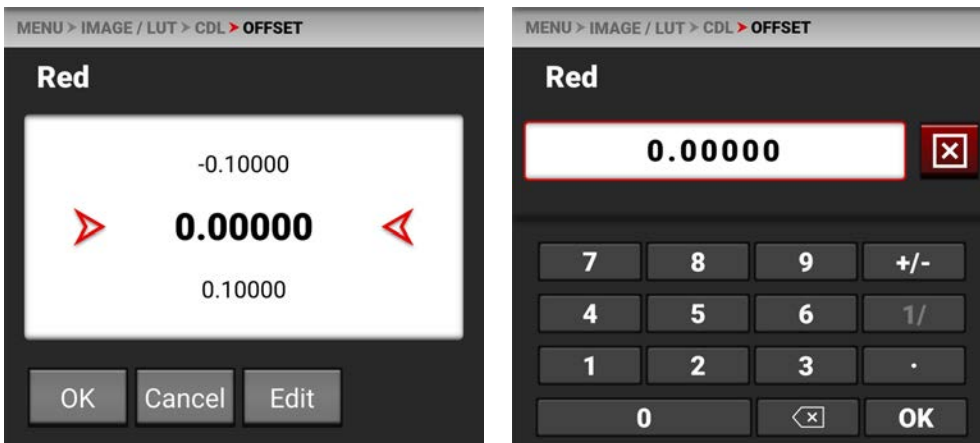 MENU > IMAGE / LUT > CDL > OFFSET
Red
-0.10000
0.00000
0.10000
OK Cancel Edit
MENU > IMAGE / LUT > CDL > OFFSET
Red
0.00000
7 8 9 +/-
4 5 6 1/
1 2 3 .
0 OK